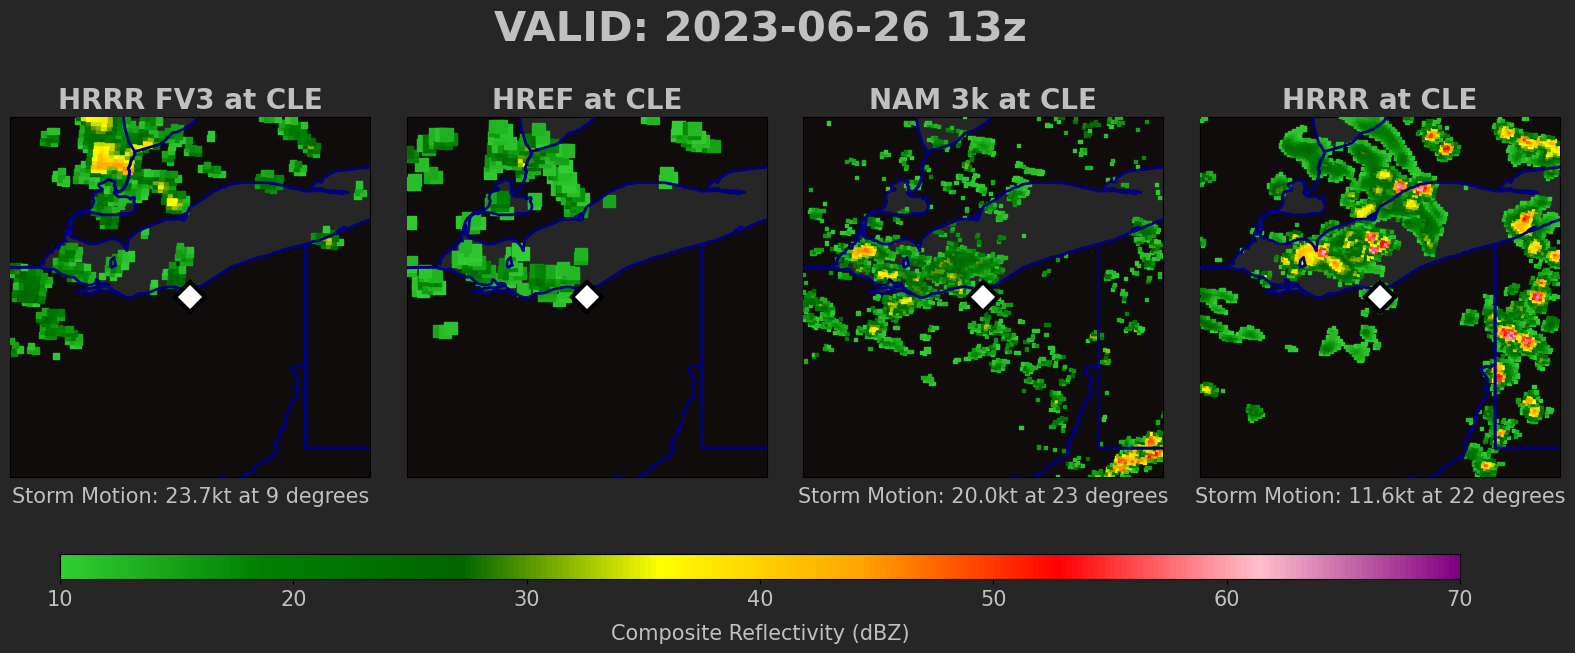 VALID: 2023-06-26 13z
HRRR FV3 at CLE
HREF at CLE
NAM 3k at CLE
HRRR at CLE
Storm Motion: 23.7kt at 9 degrees
Storm Motion: 20.0kt at 23 degrees
Storm Motion: 11.6kt at 22 degrees
10 20 30 40 50 60 70
Composite Reflectivity (dBZ)